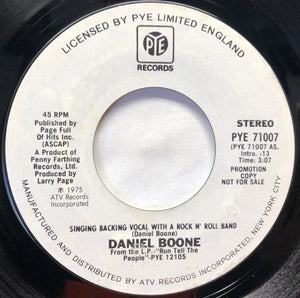 LICENSED BY PYE LIMITED ENGLAND
PYE
RECORDS
45 RPM
Published by
Page Full
Of Hits Inc.
(ASCAP)
A Product of
Penny Farthing
Records, Ltd.
Produced by
Larry Page
℗ 1975
ATV Records
Incorporated
STEREO
PYE 71007
(PYE 71007 AS)
Intro.: 13
Time: 3:07
PROMOTION
COPY
NOT FOR SALE
SINGING BACKING VOCAL WITH A ROCK N' ROLL BAND
(Daniel Boone)
DANIEL BOONE
From the L.P. "Run Tell The
People"-PYE 12105
MANUFACTURED AND DISTRIBUTED BY ATV RECORDS INCORPORATED, NEW YORK CITY